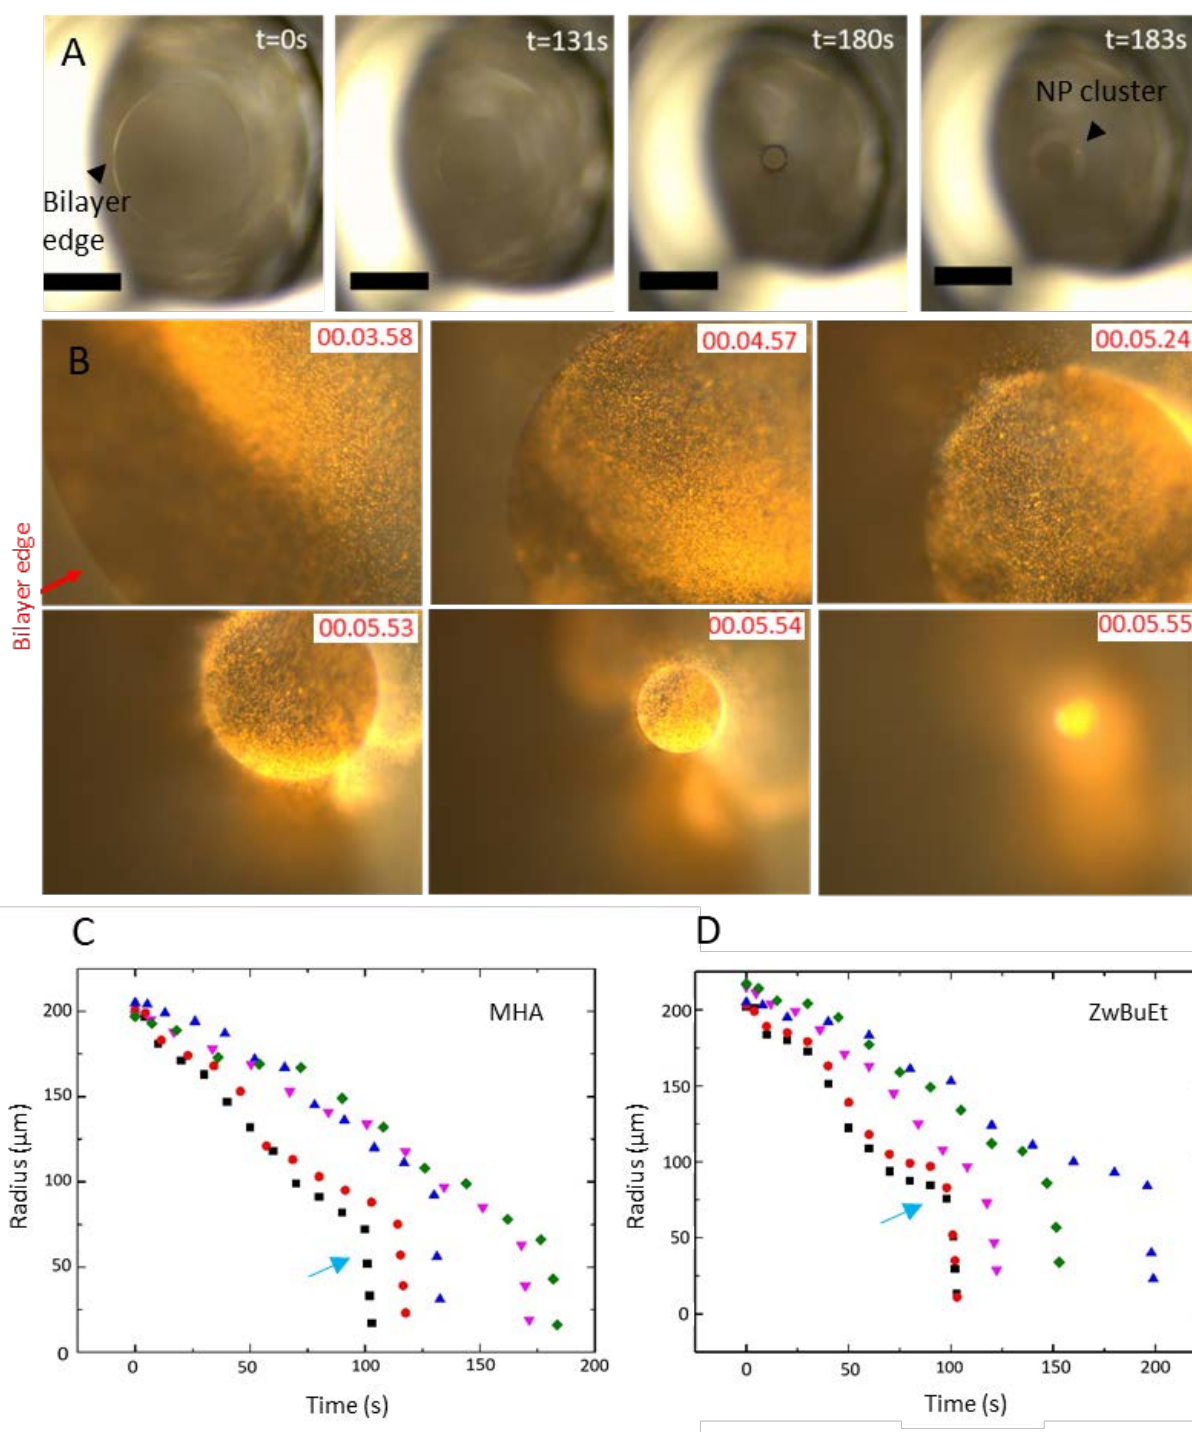 A
t=0s
t=131s
t=180s
t=183s
NP cluster
Bilayer
edge
B
00.03.58
00.04.57
00.05.24
Bilayer edge
00.05.53
00.05.54
00.05.55
C
D
MHA
ZwBuEt
Radius (µm)
200
150
100
50
0
0
50
100
150
200
Time (s)
Radius (µm)
200
150
100
50
0
0
50
100
150
200
Time (s)